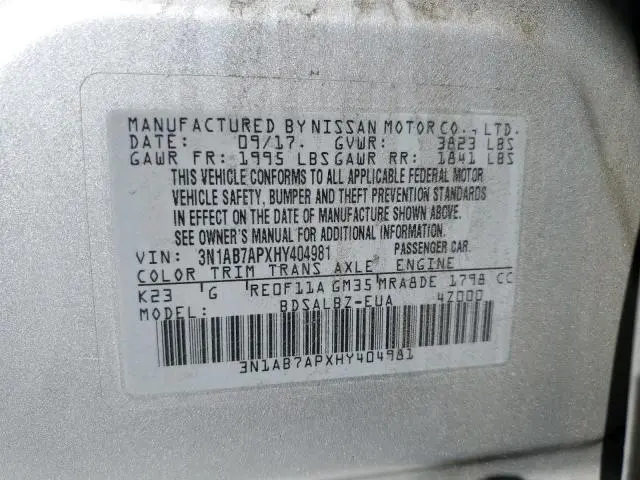 MANUFACTURED BY NISSAN MOTOR CO., LTD.
DATE: 09/17. GVWR: 3823 LBS
GAWR FR: 1995 LBS GAWR RR: 1841 LBS
THIS VEHICLE CONFORMS TO ALL APPLICABLE FEDERAL MOTOR
VEHICLE SAFETY, BUMPER AND THEFT PREVENTION STANDARDS
IN EFFECT ON THE DATE OF MANUFACTURE SHOWN ABOVE.
SEE OWNER'S MANUAL FOR ADDITIONAL INFORMATION.
VIN: 3N1AB7APXHY404981 PASSENGER CAR.
COLOR TRIM TRANS AXLE ENGINE
K23 G RE0F11A GM35 MRA8DE 1798 CC
MODEL: BDSALBZ-EUA 4Z000
3N1AB7APXHY404981